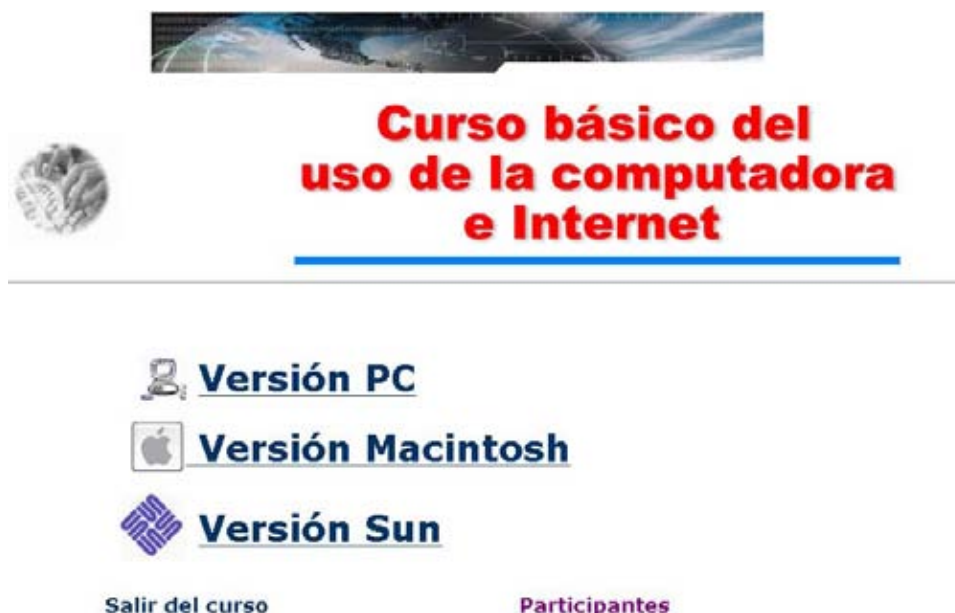 Curso básico del
uso de la computadora
e Internet
Versión PC
Versión Macintosh
Versión Sun
Salir del curso
Participantes